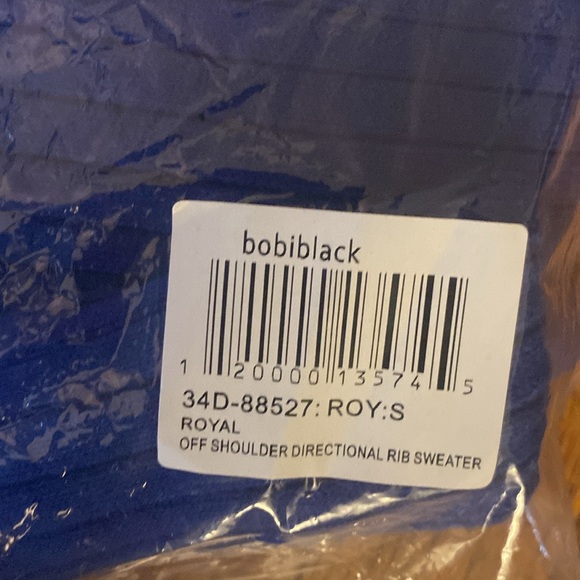 bobiblack
1 20000 13574 5
34D-88527: ROY:S
ROYAL
OFF SHOULDER DIRECTIONAL RIB SWEATER